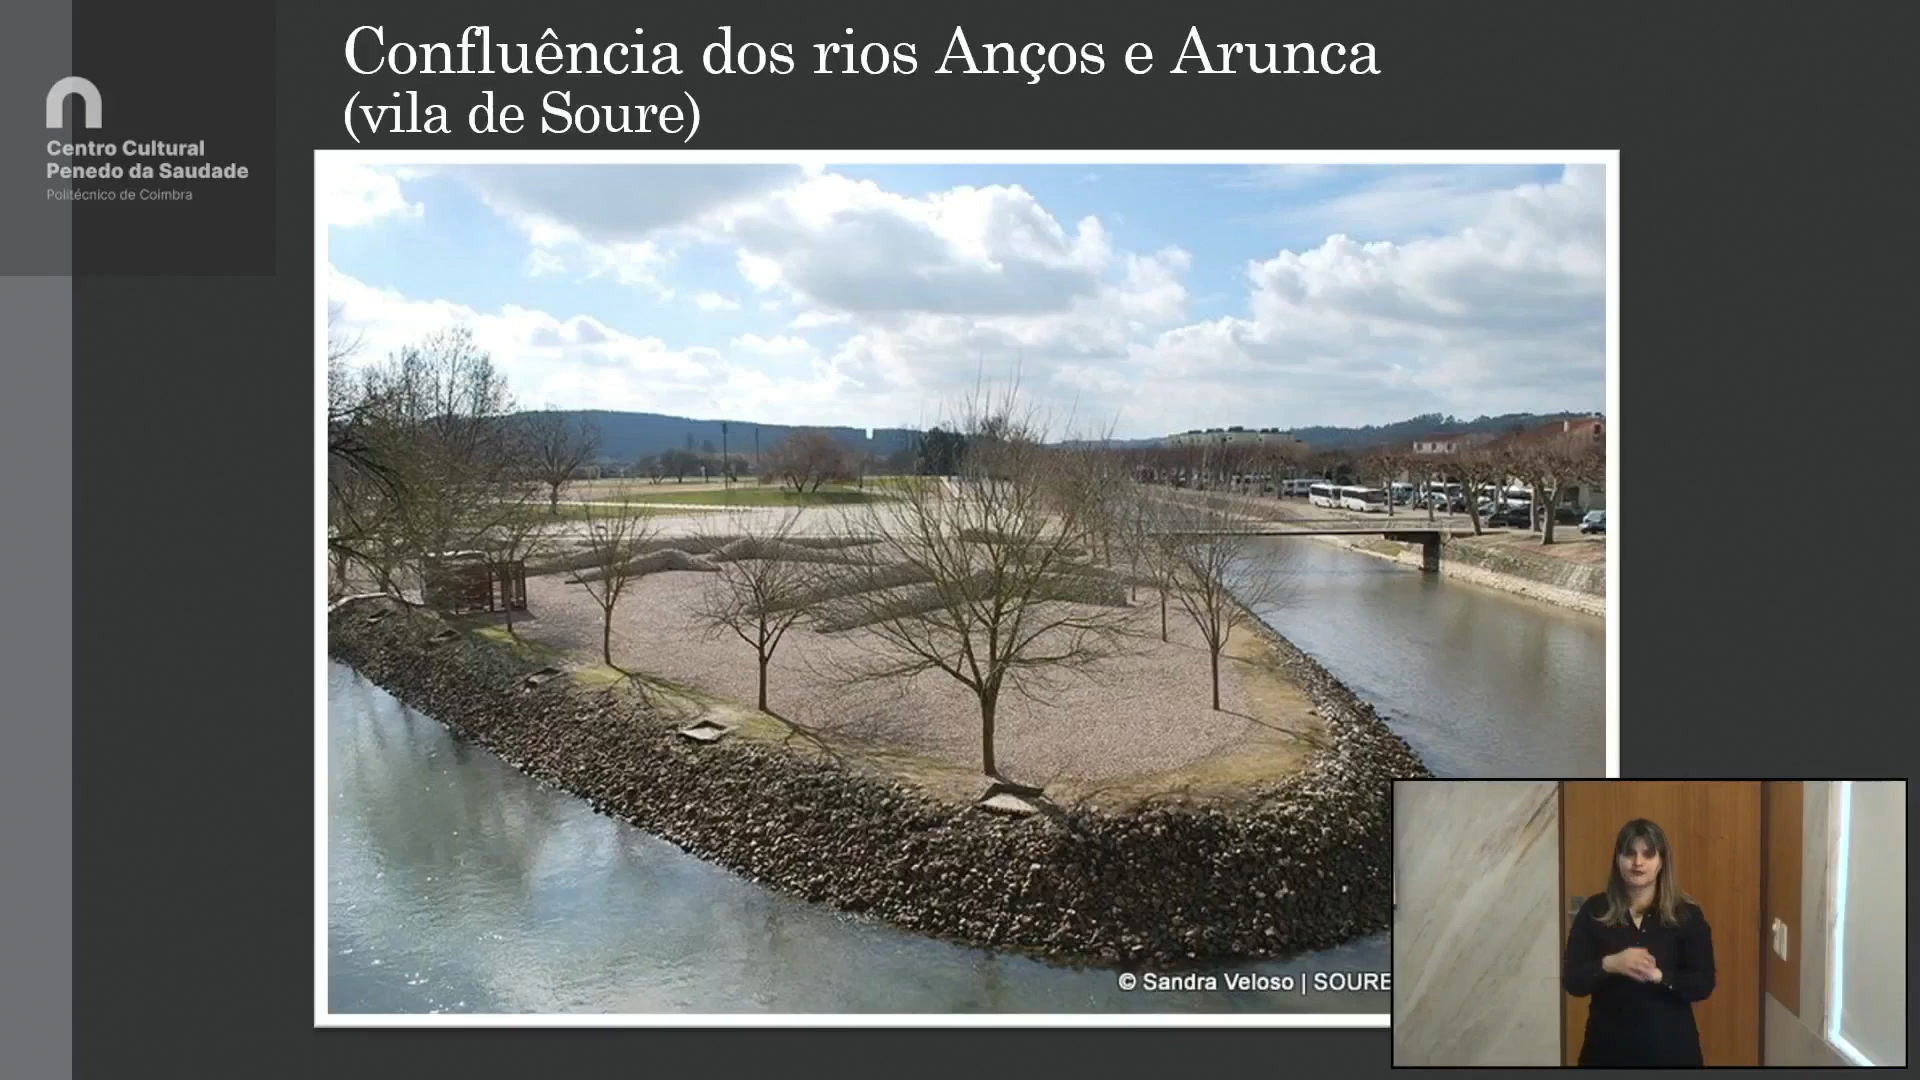 Confluência dos rios Anços e Arunca
(vila de Soure)
Centro Cultural
Penedo da Saudade
Politécnico de Coimbra
© Sandra Veloso | SOURE